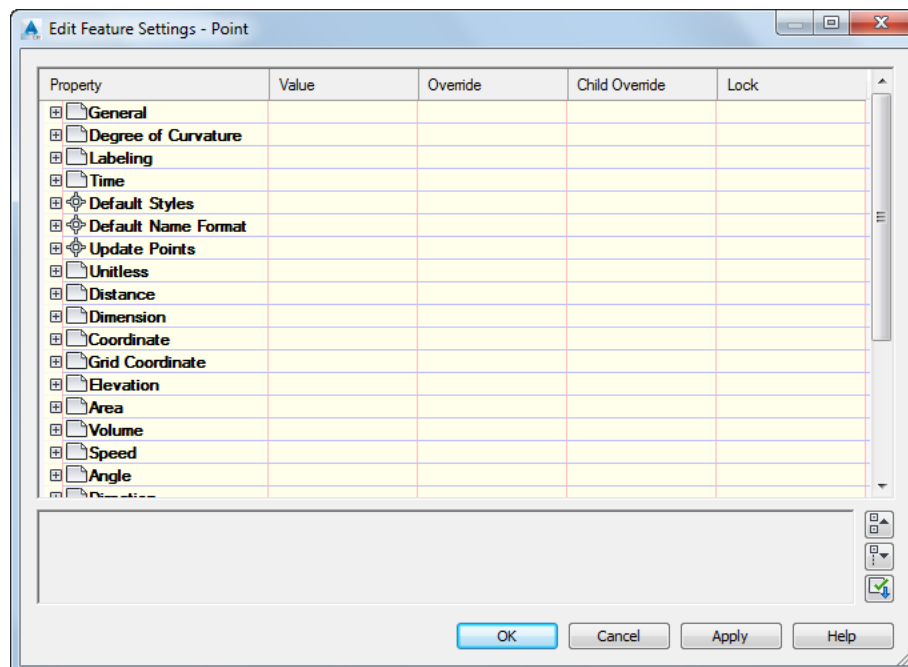 Edit Feature Settings - Point
Property Value Override Child Override Lock
General
Degree of Curvature
Labeling
Time
Default Styles
Default Name Format
Update Points
Unitless
Distance
Dimension
Coordinate
Grid Coordinate
Elevation
Area
Volume
Speed
Angle
Direction
OK Cancel Apply Help